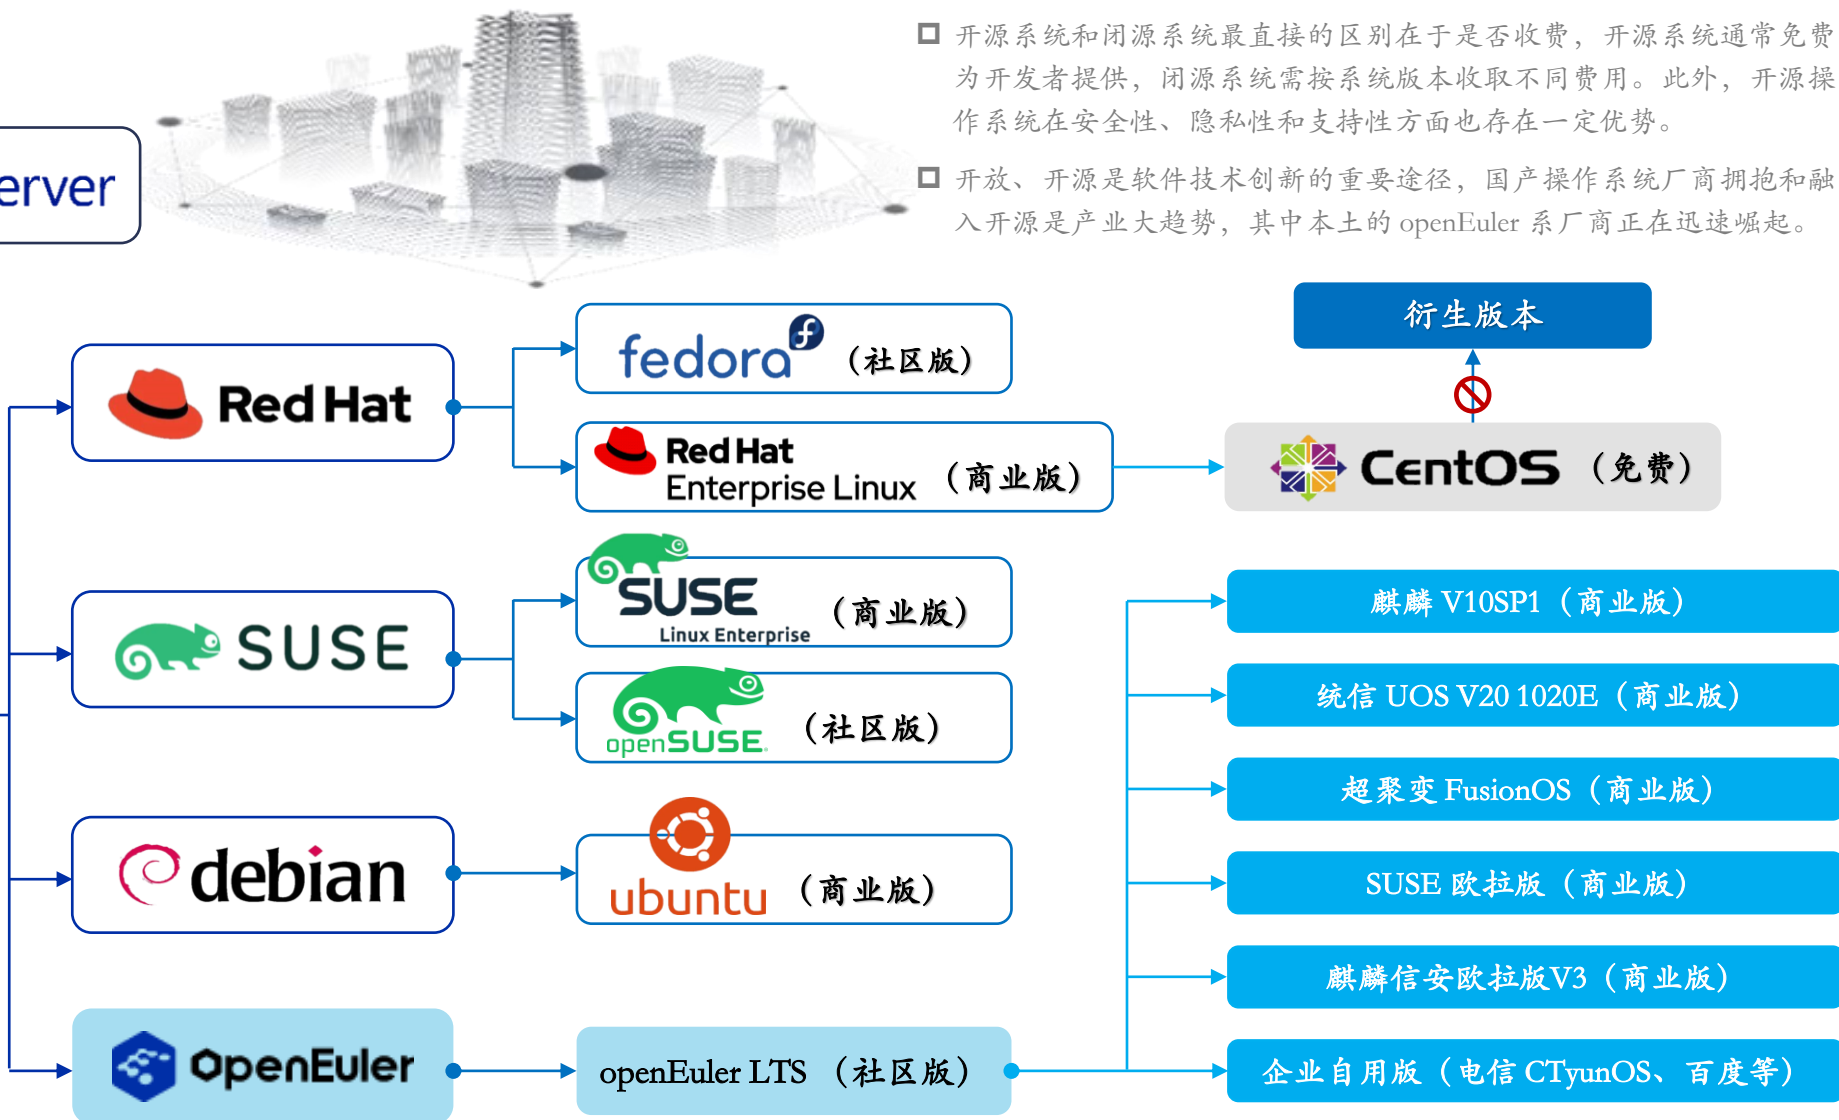 开源系统和闭源系统最直接的区别在于是否收费，开源系统通常免费
为开发者提供，闭源系统需按系统版本收取不同费用。此外，开源操
作系统在安全性、隐私性和支持性方面也存在一定优势。
开放、开源是软件技术创新的重要途径，国产操作系统厂商拥抱和融
入开源是产业大趋势，其中本土的 openEuler 系厂商正在迅速崛起。
erver
衍生版本
fedora （社区版）
Red Hat
Red Hat
Enterprise Linux （商业版）
CentOS （免费）
SUSE
SUSE
Linux Enterprise （商业版）
openSUSE （社区版）
麒麟 V10SP1（商业版）
统信 UOS V20 1020E（商业版）
超聚变 FusionOS（商业版）
debian
ubuntu （商业版）
SUSE 欧拉版（商业版）
麒麟信安欧拉版V3（商业版）
OpenEuler
openEuler LTS （社区版）
企业自用版（电信 CTyunOS、百度等）